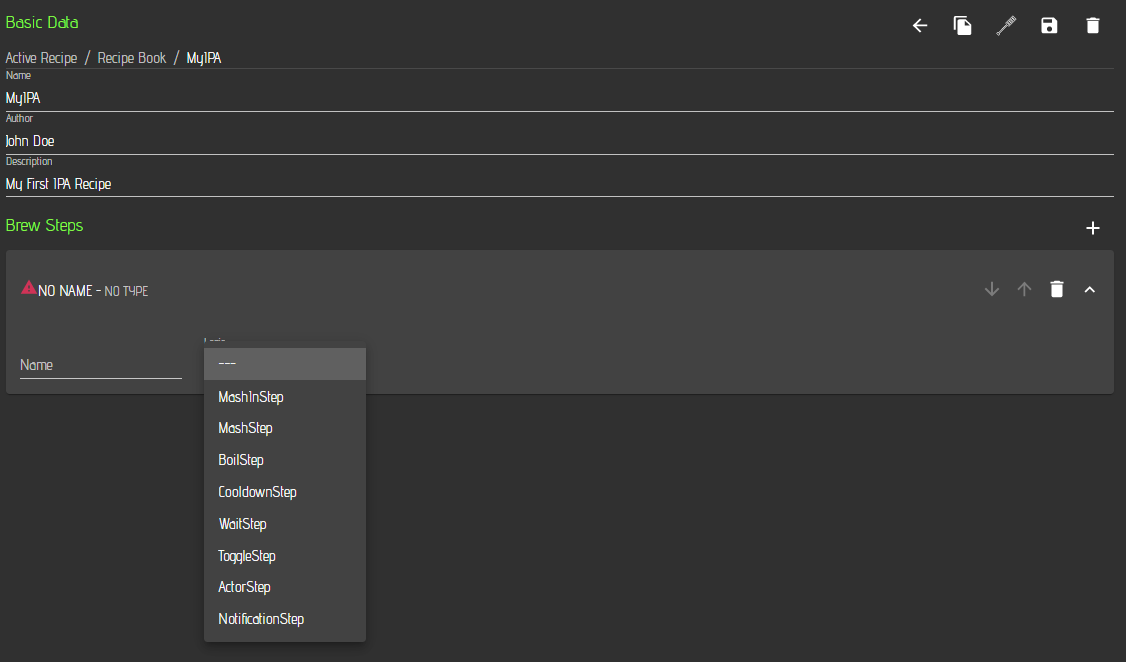 Basic Data
Active Recipe / Recipe Book / MyIPA
Name
MyIPA
Author
John Doe
Description
My First IPA Recipe
Brew Steps
NO NAME - NO TYPE
Name
---
MashInStep
MashStep
BoilStep
CooldownStep
WaitStep
ToggleStep
ActorStep
NotificationStep